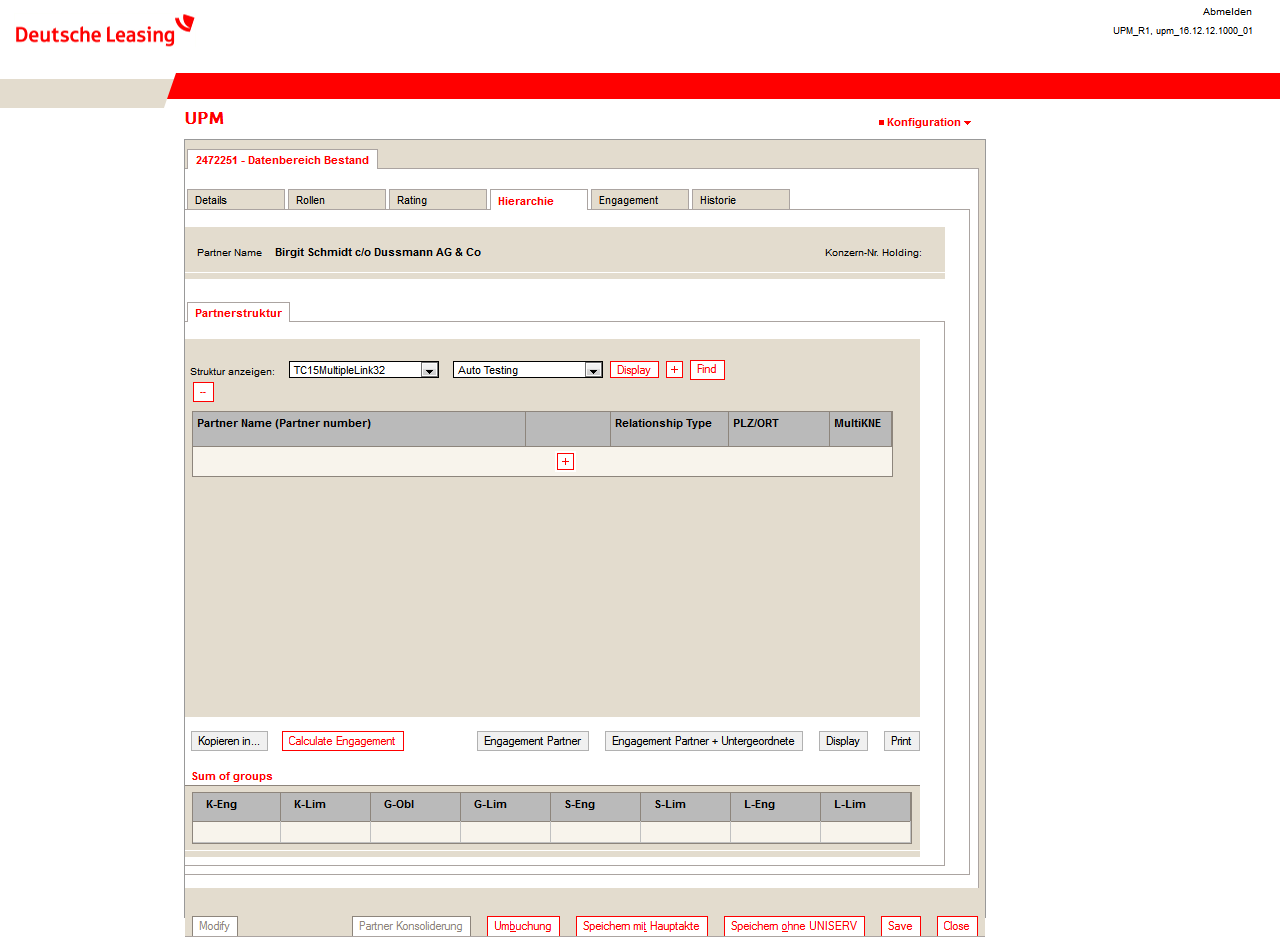 Deutsche Leasing
Abmelden
UPM_R1, upm_16.12.12.1000_01
UPM
Konfiguration
2472251 - Datenbereich Bestand
Details Rollen Rating Hierarchie Engagement Historie
Partner Name Birgit Schmidt c/o Dussmann AG & Co Konzern-Nr. Holding:
Partnerstruktur
Struktur anzeigen: TC15MultipleLink32 Auto Testing Display + Find
--
Partner Name (Partner number) Relationship Type PLZ/ORT MultiKNE
+
Kopieren in... Calculate Engagement Engagement Partner Engagement Partner + Untergeordnete Display Print
Sum of groups
K-Eng K-Lim G-Obl G-Lim S-Eng S-Lim L-Eng L-Lim
Modify Partner Konsolidierung Umbuchung Speichern mit Hauptakte Speichern ohne UNISERV Save Close